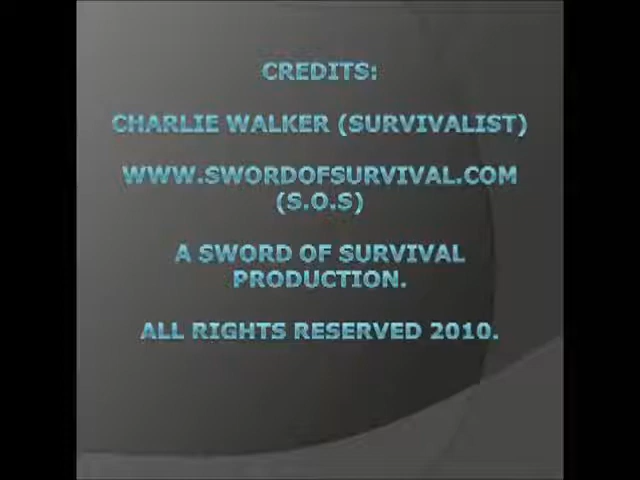 CREDITS:
CHARLIE WALKER (SURVIVALIST)
WWW.SWORDOFSURVIVAL.COM
(S.O.S)
A SWORD OF SURVIVAL
PRODUCTION.
ALL RIGHTS RESERVED 2010.